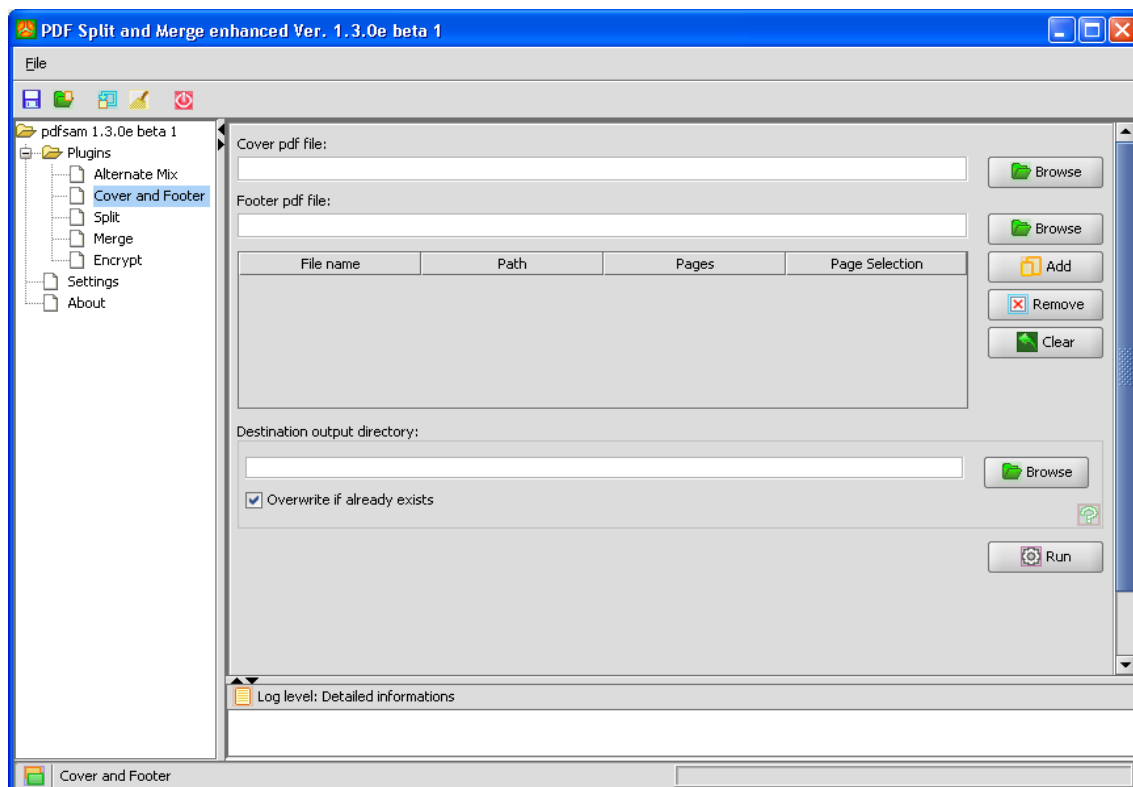 PDF Split and Merge enhanced Ver. 1.3.0e beta 1
File
pdfsam 1.3.0e beta 1
Plugins
Alternate Mix
Cover and Footer
Split
Merge
Encrypt
Settings
About
Cover pdf file:
Browse
Footer pdf file:
Browse
File name Path Pages Page Selection
Add
Remove
Clear
Destination output directory:
Browse
Overwrite if already exists
Run
Log level: Detailed informations
Cover and Footer